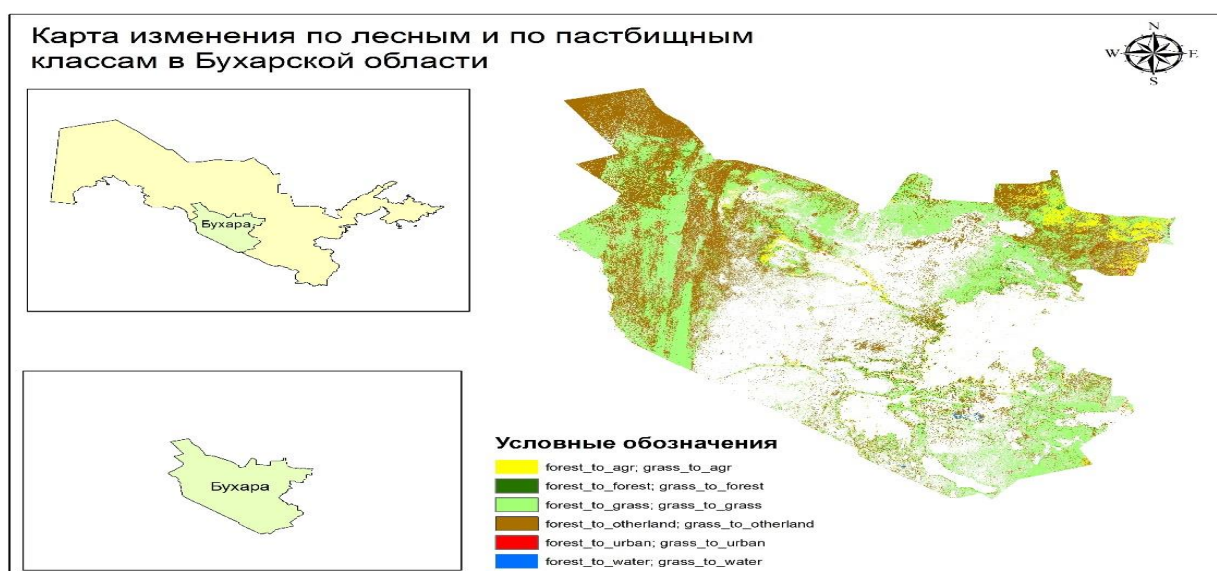 Карта изменения по лесным и по пастбищным
классам в Бухарской области
N
W E
S
Бухара
Бухара
Условные обозначения
forest_to_agr; grass_to_agr
forest_to_forest; grass_to_forest
forest_to_grass; grass_to_grass
forest_to_otherland; grass_to_otherland
forest_to_urban; grass_to_urban
forest_to_water; grass_to_water